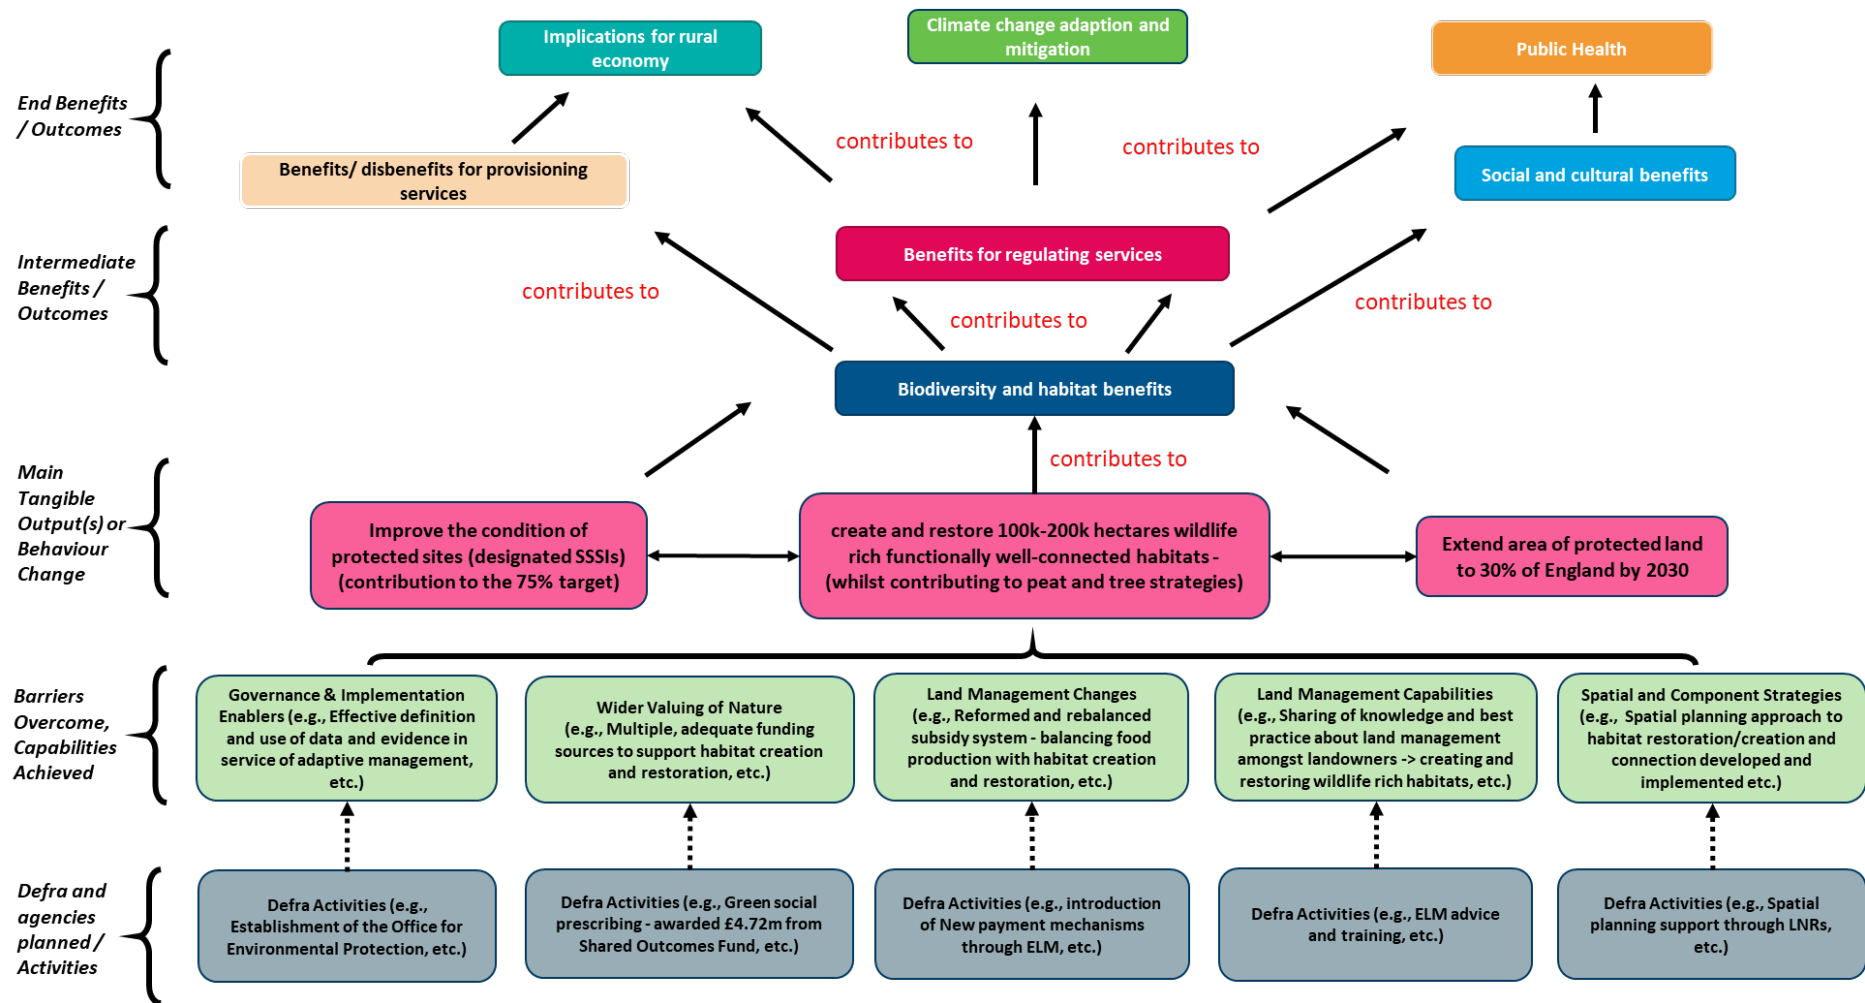 Implications for rural
economy
Climate change adaption and
mitigation
Public Health
End Benefits
/ Outcomes
contributes to
contributes to
Benefits/ disbenefits for provisioning
services
Social and cultural benefits
Intermediate
Benefits /
Outcomes
Benefits for regulating services
contributes to
contributes to
contributes to
Biodiversity and habitat benefits
contributes to
Main
Tangible
Output(s) or
Behaviour
Change
Improve the condition of
protected sites (designated SSSIs)
(contribution to the 75% target)
create and restore 100k-200k hectares wildlife
rich functionally well-connected habitats -
(whilst contributing to peat and tree strategies)
Extend area of protected land
to 30% of England by 2030
Barriers
Overcome,
Capabilities
Achieved
Governance & Implementation
Enablers (e.g., Effective definition
and use of data and evidence in
service of adaptive management,
etc.)
Wider Valuing of Nature
(e.g., Multiple, adequate funding
sources to support habitat creation
and restoration, etc.)
Land Management Changes
(e.g., Reformed and rebalanced
subsidy system - balancing food
production with habitat creation
and restoration, etc.)
Land Management Capabilities
(e.g., Sharing of knowledge and best
practice about land management
amongst landowners -> creating and
restoring wildlife rich habitats, etc.)
Spatial and Component Strategies
(e.g., Spatial planning approach to
habitat restoration/creation and
connection developed and
implemented etc.)
Defra and
agencies
planned /
Activities
Defra Activities (e.g.,
Establishment of the Office for
Environmental Protection, etc.)
Defra Activities (e.g., Green social
prescribing - awarded £4.72m from
Shared Outcomes Fund, etc.)
Defra Activities (e.g., introduction
of New payment mechanisms
through ELM, etc.)
Defra Activities (e.g., ELM advice
and training, etc.)
Defra Activities (e.g., Spatial
planning support through LNRs,
etc.)